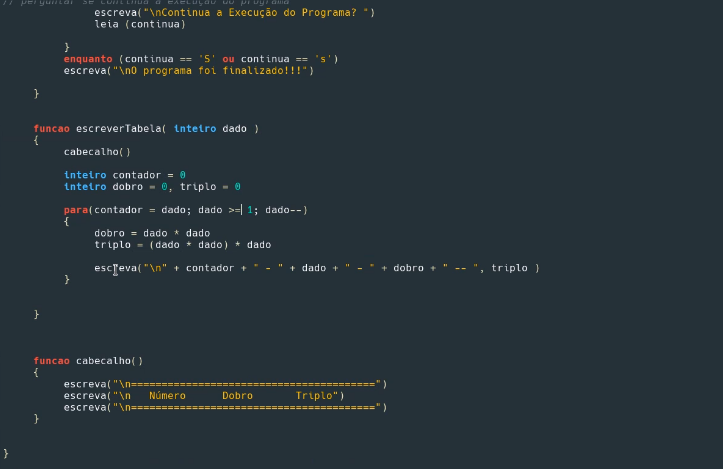 // perguntar se continua a execução do programa
escreva("\nContinua a Execução do Programa? ")
leia (continua)
}
enquanto (continua == 'S' ou continua == 's')
escreva("\nO programa foi finalizado!!!")
}
funcao escreverTabela( inteiro dado )
{
cabecalho()
inteiro contador = 0
inteiro dobro = 0, triplo = 0
para(contador = dado; dado >= 1; dado--)
{
dobro = dado * dado
triplo = (dado * dado) * dado
escreva("\n" + contador + " - " + dado + " - " + dobro + " -- ", triplo )
}
}
funcao cabecalho()
{
escreva("\n========================================")
escreva("\n   Número      Dobro       Triplo")
escreva("\n========================================")
}
}